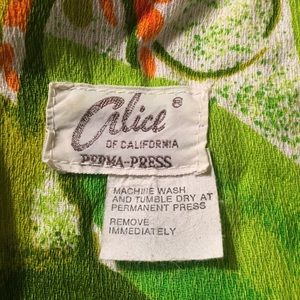 Alice ®
OF CALIFORNIA
PERMA-PRESS
MACHINE WASH
AND TUMBLE DRY AT
PERMANENT PRESS
REMOVE
IMMEDIATELY